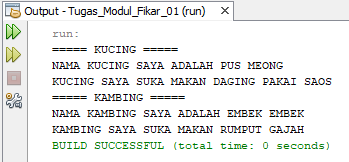 Output - Tugas_Modul_Fikar_01 (run)
run:
===== KUCING =====
NAMA KUCING SAYA ADALAH PUS MEONG
KUCING SAYA SUKA MAKAN DAGING PAKAI SAOS
===== KAMBING =====
NAMA KAMBING SAYA ADALAH EMBEK EMBEK
KAMBING SAYA SUKA MAKAN RUMPUT GAJAH
BUILD SUCCESSFUL (total time: 0 seconds)